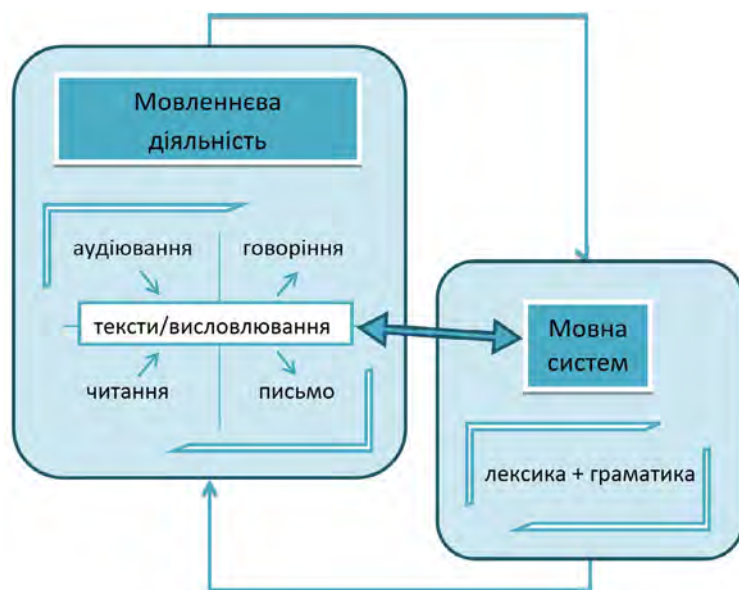 Мовленнєва
діяльність
аудіювання говоріння
тексти/висловлювання
читання письмо
Мовна
систем
лексика + граматика